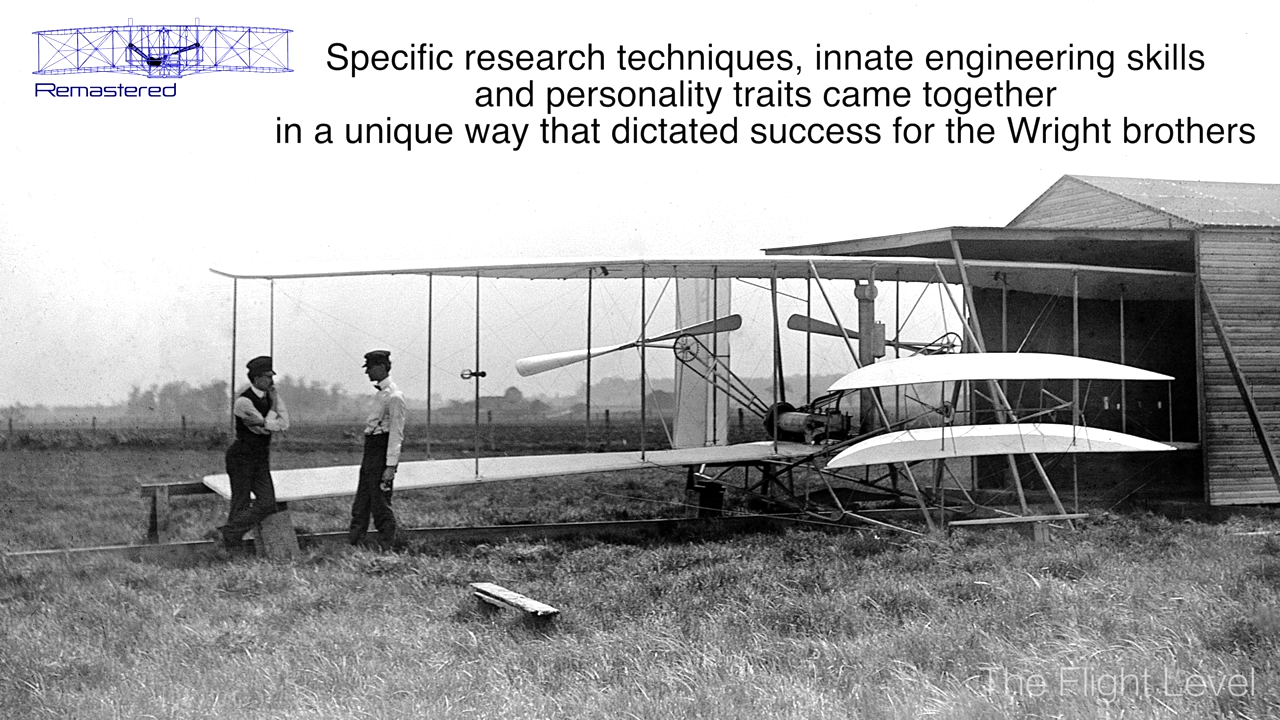 Remastered
Specific research techniques, innate engineering skills
and personality traits came together
in a unique way that dictated success for the Wright brothers
The Flight Level